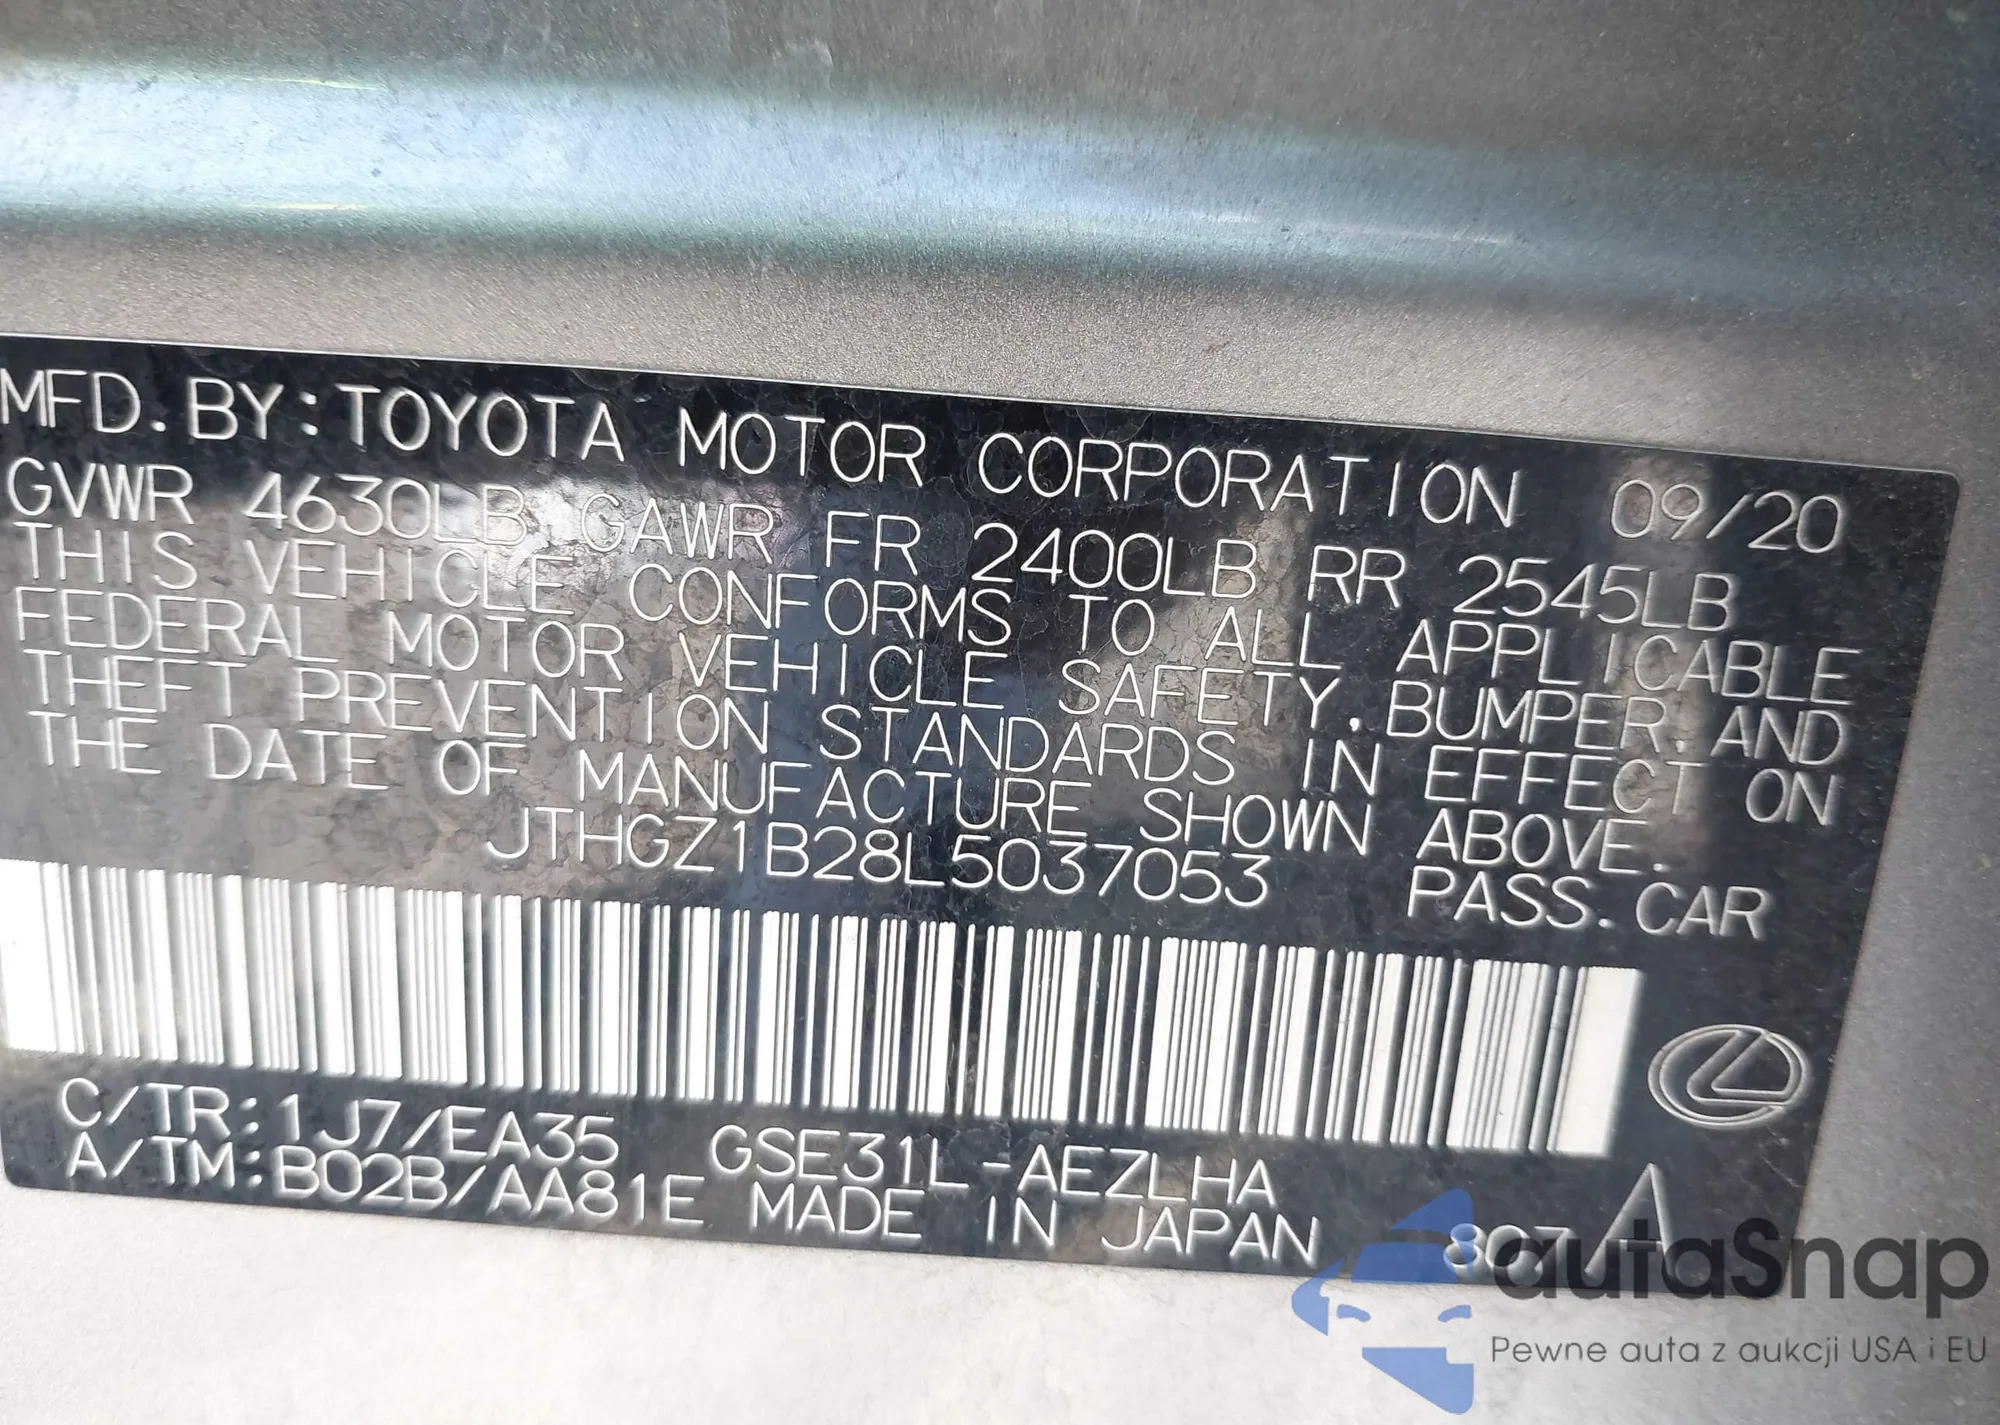 MFD. BY: TOYOTA MOTOR CORPORATION 09/20
GVWR 4630LB GAWR FR 2400LB RR 2545LB
THIS VEHICLE CONFORMS TO ALL APPLICABLE
FEDERAL MOTOR VEHICLE SAFETY, BUMPER, AND
THEFT PREVENTION STANDARDS IN EFFECT ON
THE DATE OF MANUFACTURE SHOWN ABOVE.
JTHGZ1B28L5037053 PASS. CAR
C/TR: 1J7/EA35 GSE31L-AEZLHA
A/TM: B02B/AA81E MADE IN JAPAN 807 A
autaSnap
Pewne auta z aukcji USA i EU